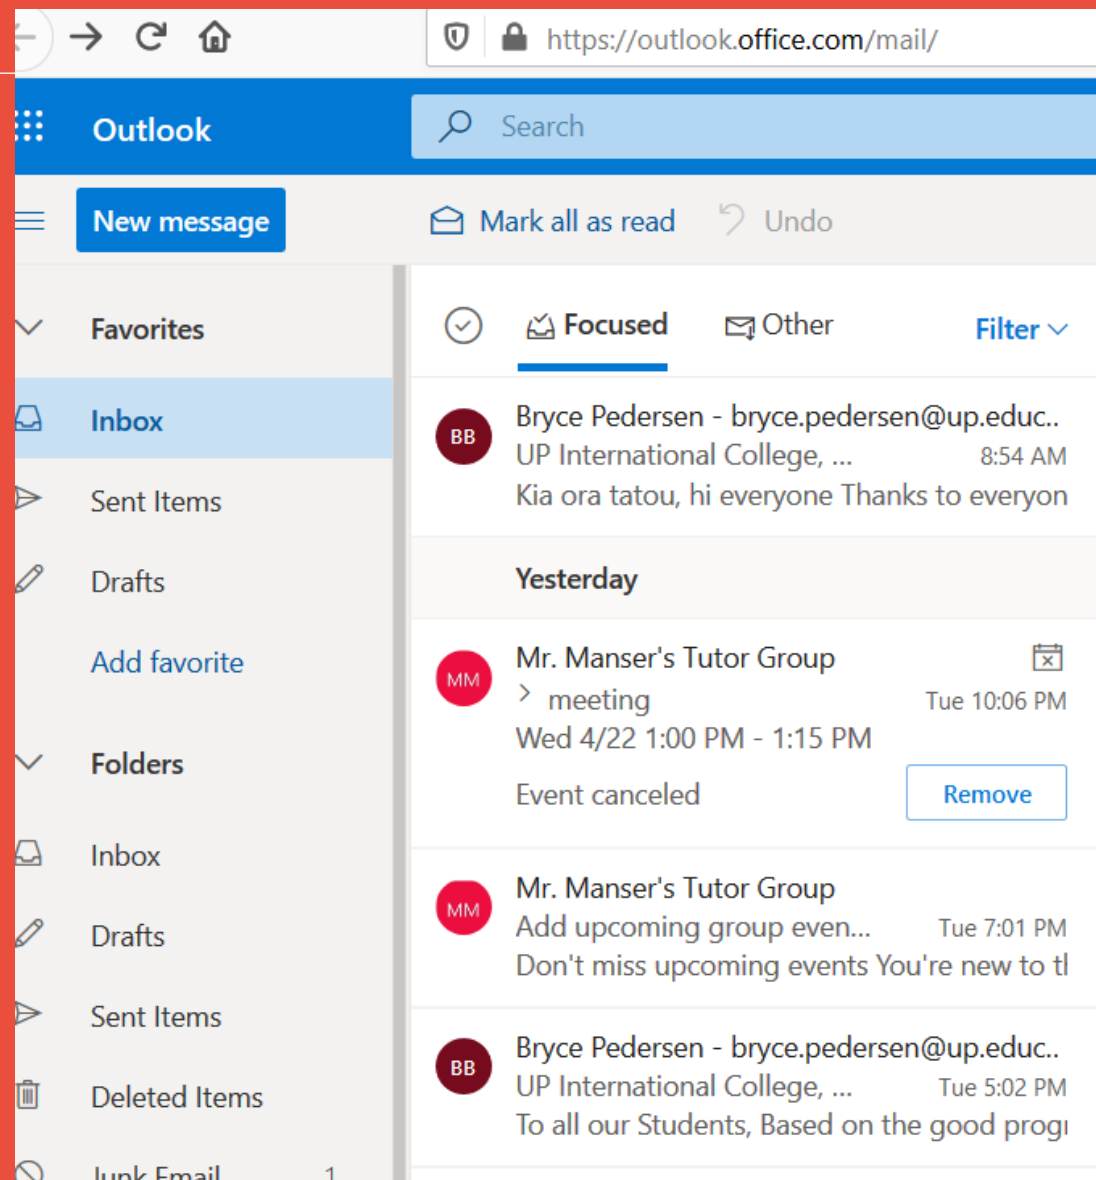 https://outlook.office.com/mail/
Outlook
Search
New message
Mark all as read
Undo
Favorites
Inbox
Sent Items
Drafts
Add favorite
Folders
Inbox
Drafts
Sent Items
Deleted Items
Junk Email 1
Focused
Other
Filter
BB
Bryce Pedersen - bryce.pedersen@up.educ..
UP International College, ... 8:54 AM
Kia ora tatou, hi everyone Thanks to everyon
Yesterday
MM
Mr. Manser's Tutor Group
> meeting Tue 10:06 PM
Wed 4/22 1:00 PM - 1:15 PM
Event canceled
Remove
MM
Mr. Manser's Tutor Group
Add upcoming group even... Tue 7:01 PM
Don't miss upcoming events You're new to tl
BB
Bryce Pedersen - bryce.pedersen@up.educ..
UP International College, ... Tue 5:02 PM
To all our Students, Based on the good progr